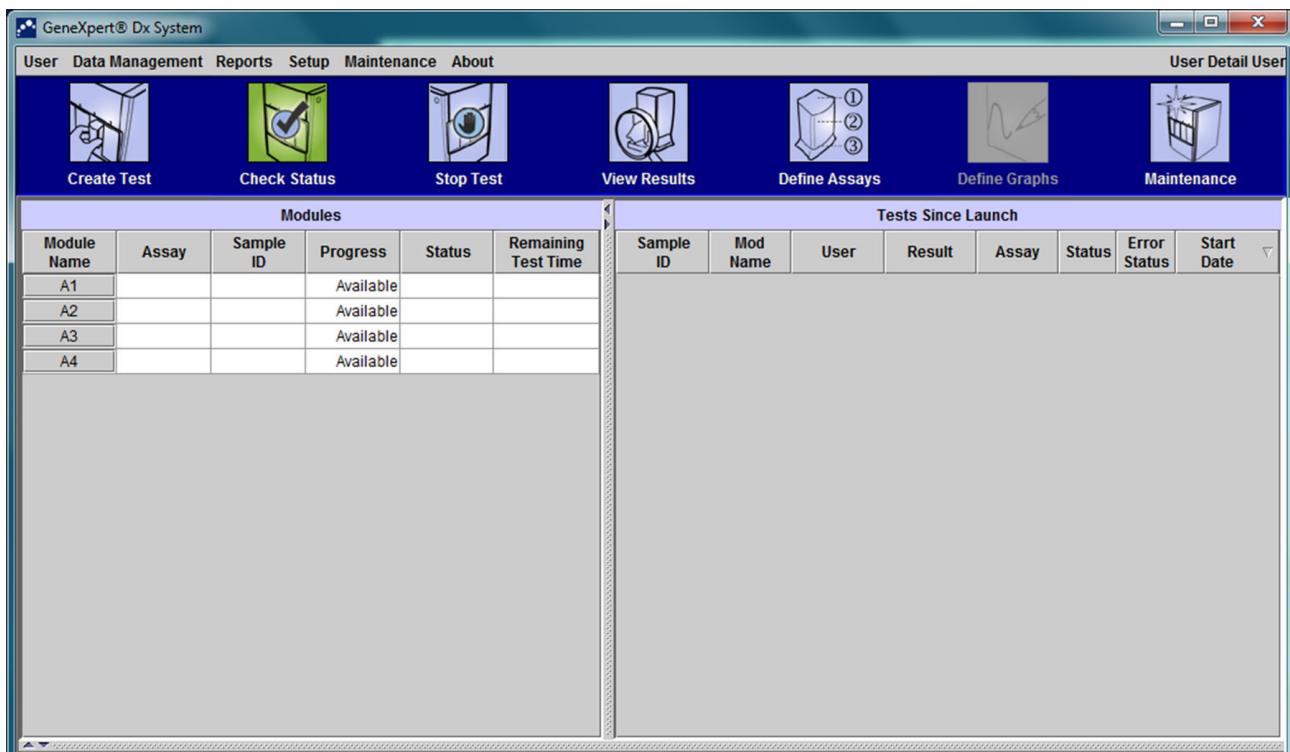 GeneXpert® Dx System
User Data Management Reports Setup Maintenance About User Detail User
① ② ③
Create Test Check Status Stop Test View Results Define Assays Define Graphs Maintenance
Modules
Module Name Assay Sample ID Progress Status Remaining Test Time
A1 Available
A2 Available
A3 Available
A4 Available
Tests Since Launch
Sample ID Mod Name User Result Assay Status Error Status Start Date